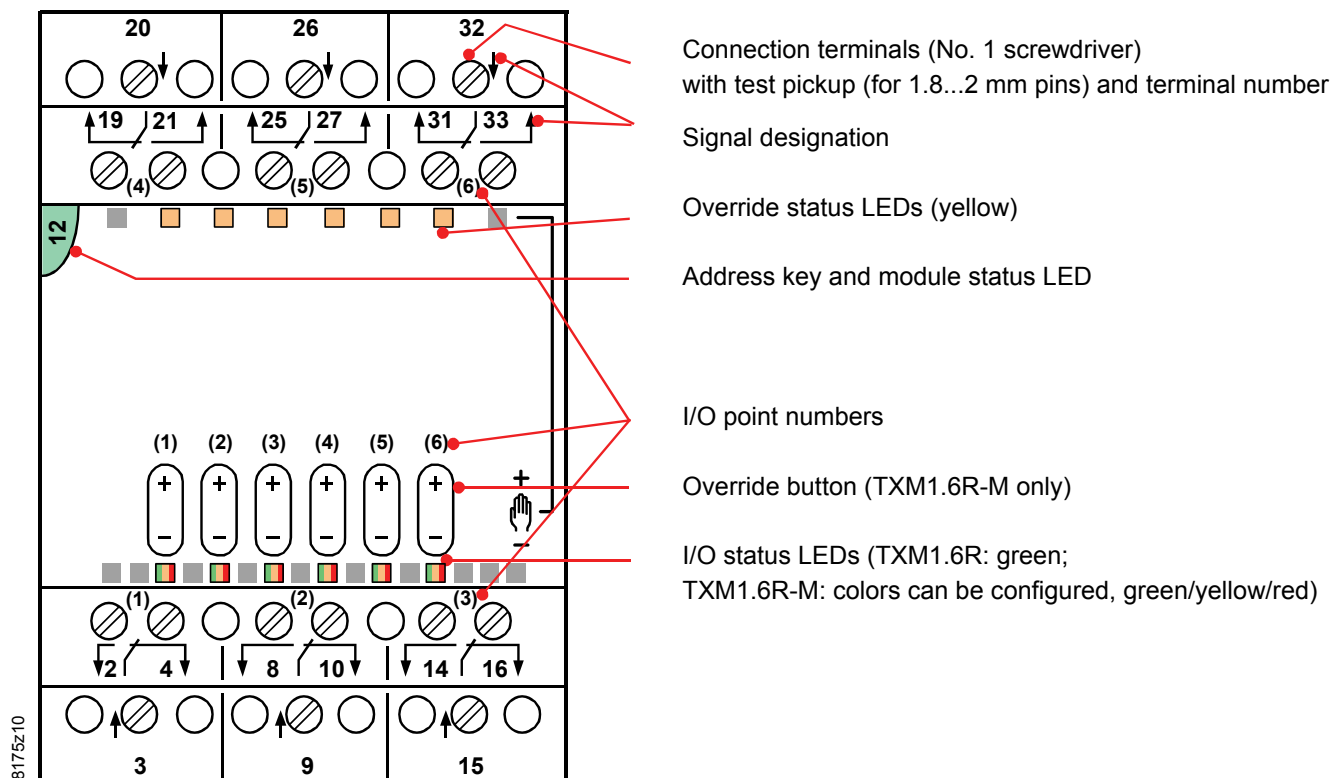 20 26 32
Connection terminals (No. 1 screwdriver)
with test pickup (for 1.8...2 mm pins) and terminal number
19 21 25 27 31 33
Signal designation
(4) (5) (6)
Override status LEDs (yellow)
12
Address key and module status LED
I/O point numbers
(1) (2) (3) (4) (5) (6)
+ + + + + + +
Override button (TXM1.6R-M only)
– – – – – – –
I/O status LEDs (TXM1.6R: green;
TXM1.6R-M: colors can be configured, green/yellow/red)
(1) (2) (3)
2 4 8 10 14 16
3 9 15
8175z10